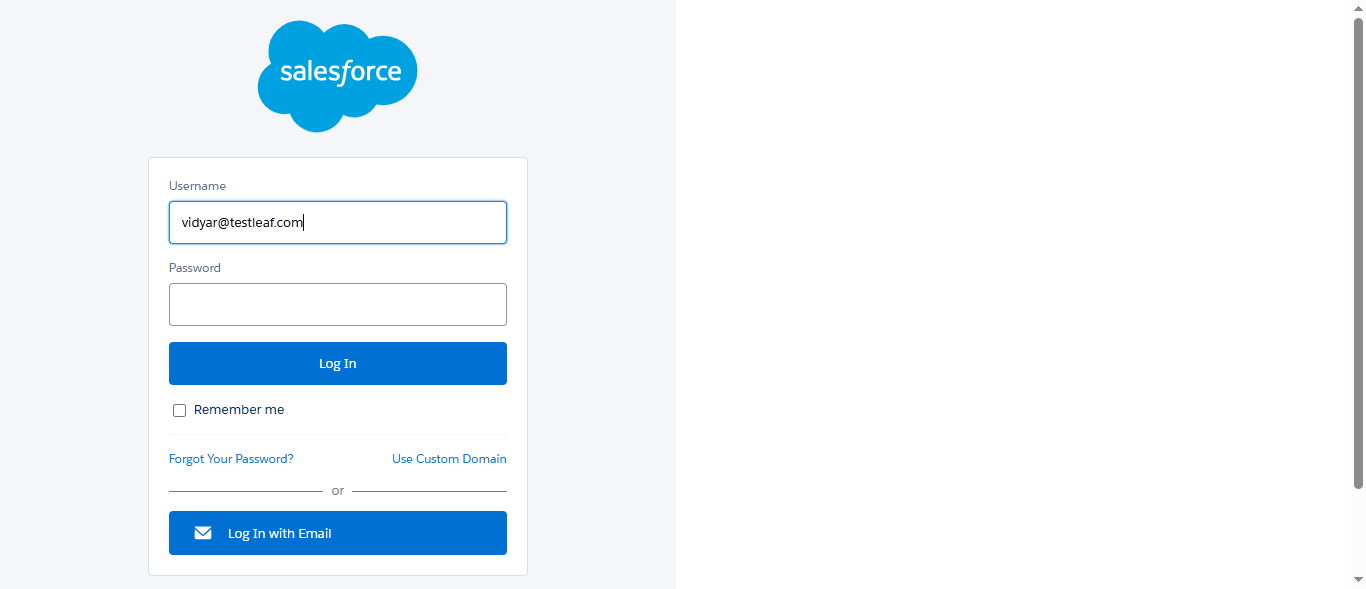 salesforce
Username
vidyar@testleaf.com
Password
Log In
Remember me
Forgot Your Password? Use Custom Domain
or
Log In with Email